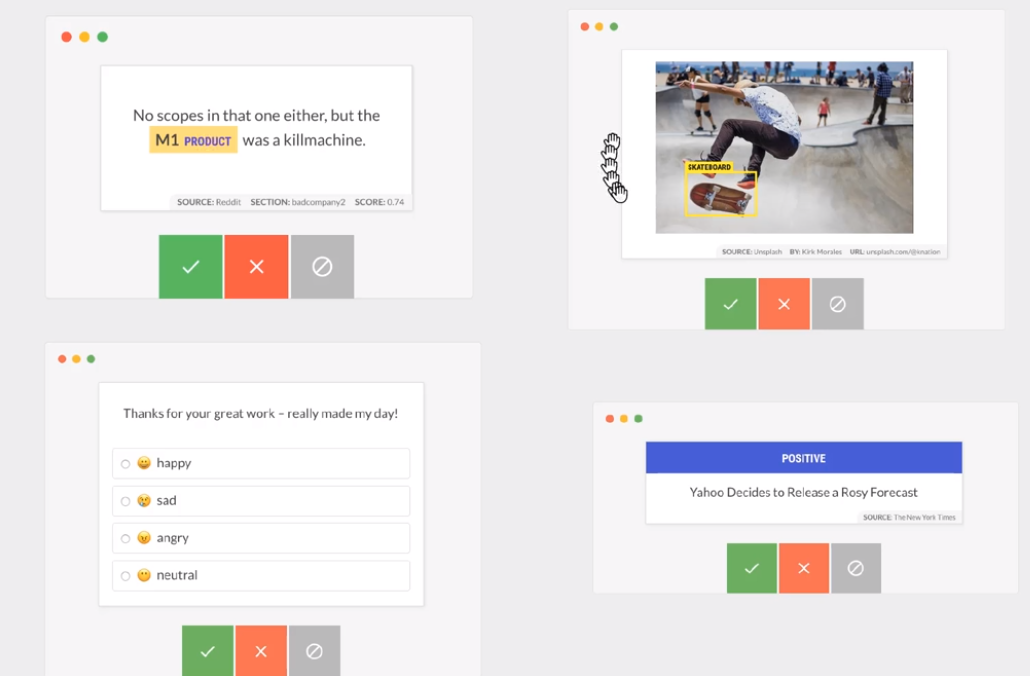 No scopes in that one either, but the
M1 PRODUCT was a killmachine.
SOURCE: Reddit SECTION: badcompany2 SCORE: 0.74
SKATEBOARD
SOURCE: Unsplash BY: Kirk Morales URL: unsplash.com/@knation
Thanks for your great work – really made my day!
happy
sad
angry
neutral
POSITIVE
Yahoo Decides to Release a Rosy Forecast
SOURCE: The New York Times